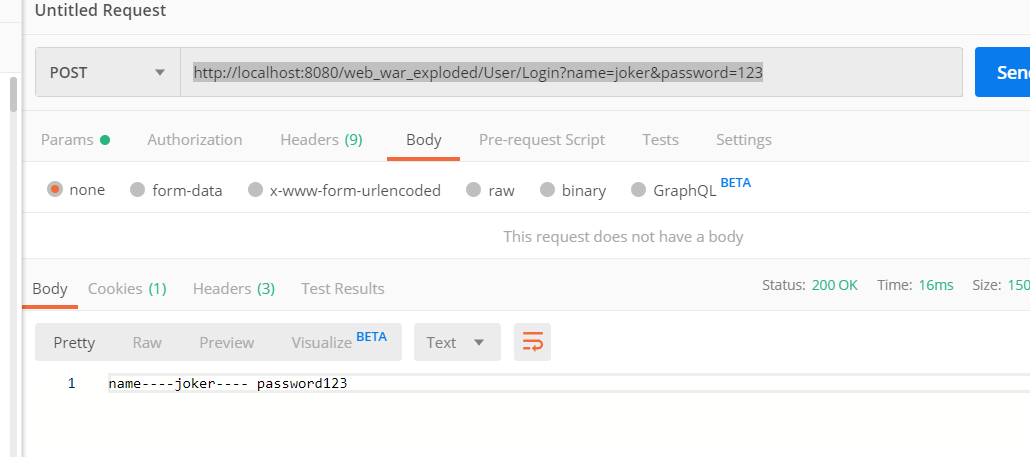 Untitled Request
POST http://localhost:8080/web_war_exploded/User/Login?name=joker&password=123 Send
Params Authorization Headers (9) Body Pre-request Script Tests Settings
none form-data x-www-form-urlencoded raw binary GraphQL BETA
This request does not have a body
Body Cookies (1) Headers (3) Test Results Status: 200 OK Time: 16ms Size: 150
Pretty Raw Preview Visualize BETA Text
1 name----joker---- password123